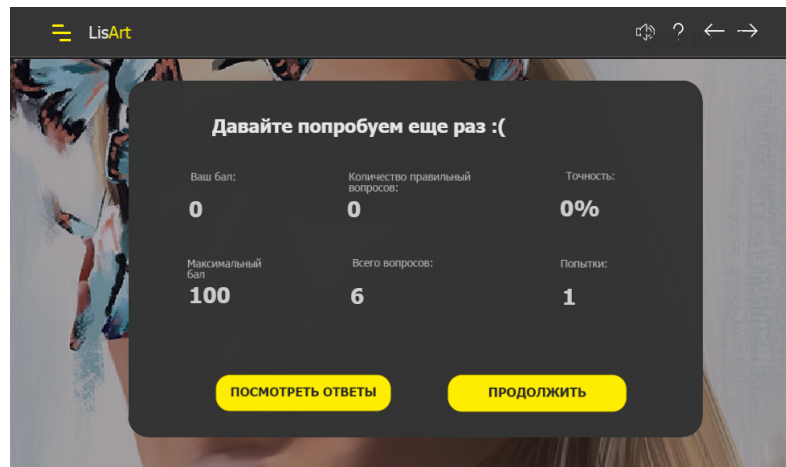 LisArt
?
Давайте попробуем еще раз :(
Ваш бал:
0
Количество правильный
вопросов:
0
Точность:
0%
Максимальный
бал
100
Всего вопросов:
6
Попытки:
1
ПОСМОТРЕТЬ ОТВЕТЫ
ПРОДОЛЖИТЬ